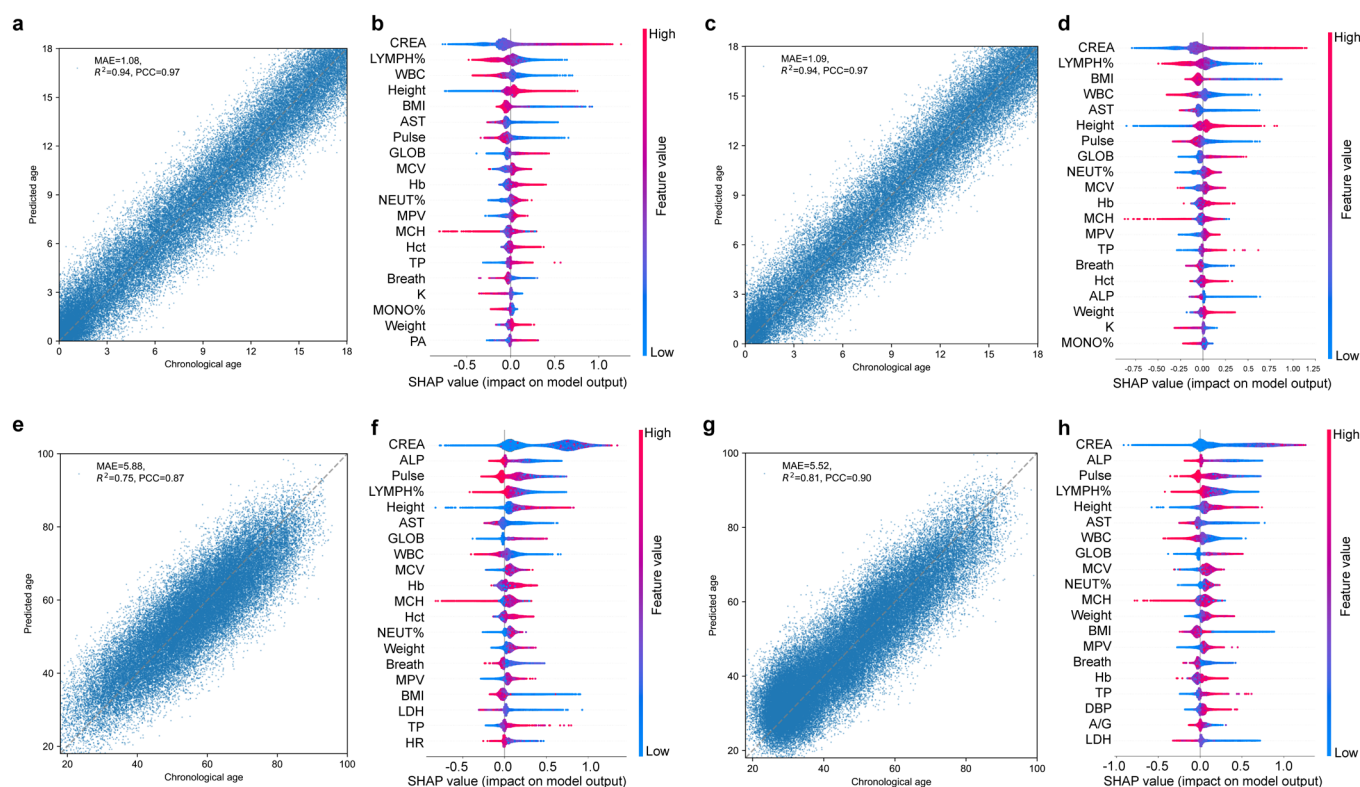 a
18
15
12
9
6
3
0
0 3 6 9 12 15 18
Predicted age
Chronological age
MAE=1.08,
R²=0.94, PCC=0.97
b
CREA
LYMPH%
WBC
Height
BMI
AST
Pulse
GLOB
MCV
Hb
NEUT%
MPV
MCH
Hct
TP
Breath
K
MONO%
Weight
PA
-0.5 0.0 0.5 1.0
SHAP value (impact on model output)
High
Feature value
Low
c
18
15
12
9
6
3
0
0 3 6 9 12 15 18
Predicted age
Chronological age
MAE=1.09,
R²=0.94, PCC=0.97
d
CREA
LYMPH%
BMI
WBC
AST
Height
Pulse
GLOB
NEUT%
MCV
Hb
MCH
MPV
TP
Breath
Hct
ALP
Weight
K
MONO%
-0.75 -0.50 -0.25 0.00 0.25 0.5 0.75 1.00 1.25
SHAP value (impact on model output)
High
Feature value
Low
e
100
80
60
40
20
20 40 60 80 100
Predicted age
Chronological age
MAE=5.88,
R²=0.75, PCC=0.87
f
CREA
ALP
Pulse
LYMPH%
Height
AST
GLOB
WBC
MCV
Hb
MCH
Hct
NEUT%
Weight
Breath
MPV
BMI
LDH
TP
HR
-0.5 0.0 0.5 1.0
SHAP value (impact on model output)
High
Feature value
Low
g
100
80
60
40
20
20 40 60 80 100
Predicted age
Chronological age
MAE=5.52,
R²=0.81, PCC=0.90
h
CREA
ALP
Pulse
LYMPH%
Height
AST
WBC
GLOB
MCV
NEUT%
MCH
Weight
BMI
MPV
Breath
Hb
TP
DBP
A/G
LDH
-1.0 -0.5 0.0 0.5 1.0
SHAP value (impact on model output)
High
Feature value
Low